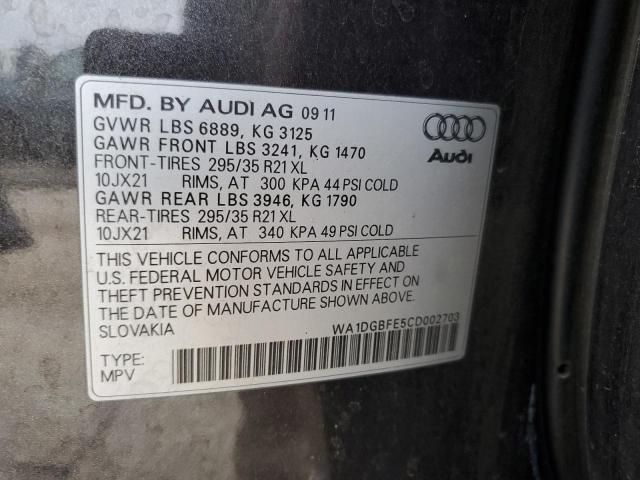 MFD. BY AUDI AG 09 11
GVWR LBS 6889, KG 3125
GAWR FRONT LBS 3241, KG 1470
FRONT-TIRES 295/35 R21 XL
10JX21 RIMS, AT 300 KPA 44 PSI COLD
GAWR REAR LBS 3946, KG 1790
REAR-TIRES 295/35 R21 XL
10JX21 RIMS, AT 340 KPA 49 PSI COLD
Audi
THIS VEHICLE CONFORMS TO ALL APPLICABLE
U.S. FEDERAL MOTOR VEHICLE SAFETY AND
THEFT PREVENTION STANDARDS IN EFFECT ON
THE DATE OF MANUFACTURE SHOWN ABOVE.
SLOVAKIA
WA1DGBFE5CD002703
TYPE:
MPV